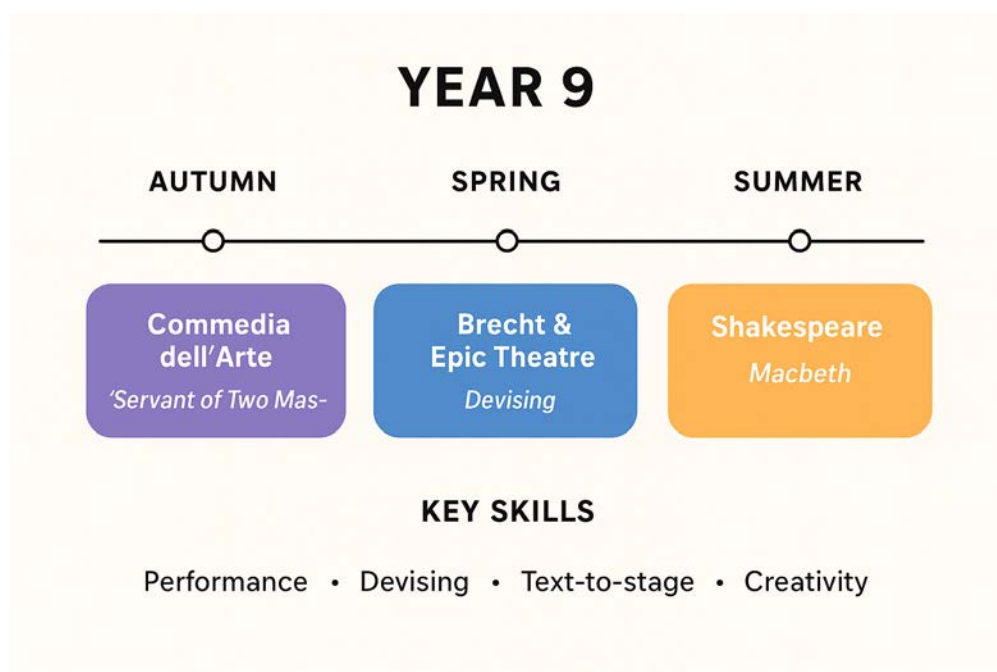 YEAR 9
AUTUMN
SPRING
SUMMER
Commedia
dell'Arte
'Servant of Two Mas-
Brecht &
Epic Theatre
Devising
Shakespeare
Macbeth
KEY SKILLS
Performance • Devising • Text-to-stage • Creativity